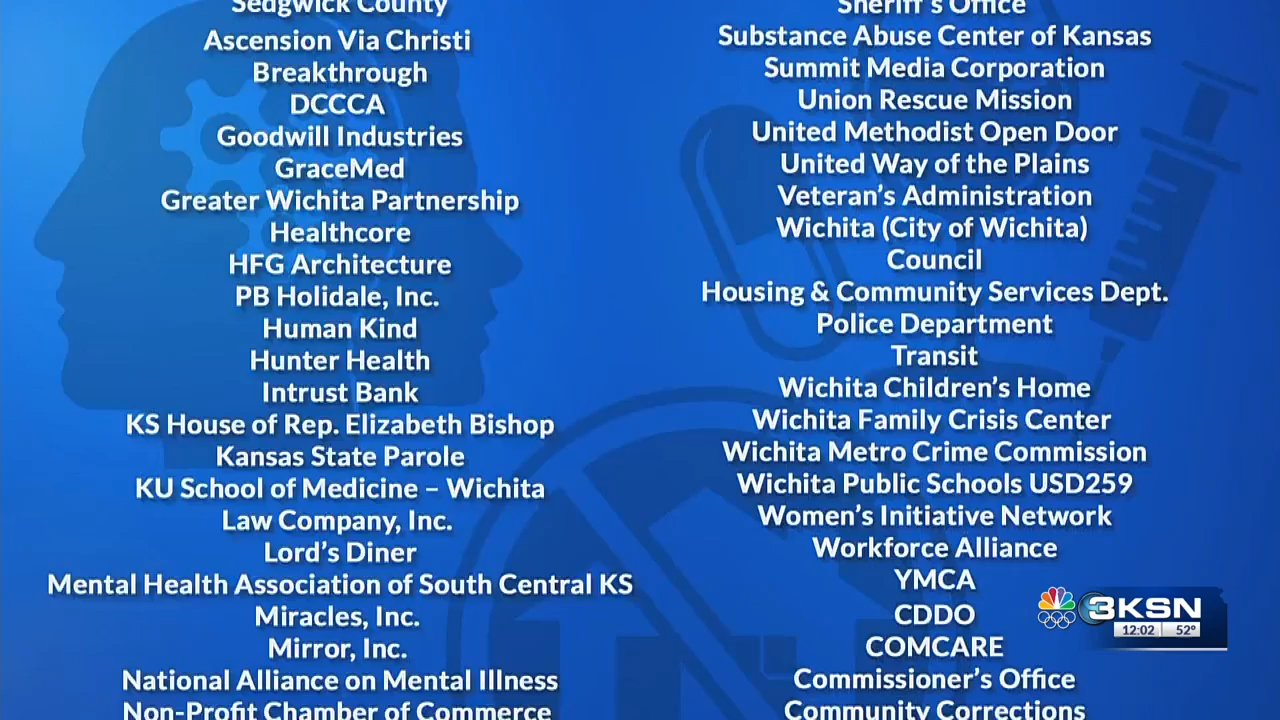 Sedgwick County
Ascension Via Christi
Breakthrough
DCCCA
Goodwill Industries
GraceMed
Greater Wichita Partnership
Healthcore
HFG Architecture
PB Holidale, Inc.
Human Kind
Hunter Health
Intrust Bank
KS House of Rep. Elizabeth Bishop
Kansas State Parole
KU School of Medicine – Wichita
Law Company, Inc.
Lord's Diner
Mental Health Association of South Central KS
Miracles, Inc.
Mirror, Inc.
National Alliance on Mental Illness
Non-Profit Chamber of Commerce
Sheriff's Office
Substance Abuse Center of Kansas
Summit Media Corporation
Union Rescue Mission
United Methodist Open Door
United Way of the Plains
Veteran's Administration
Wichita (City of Wichita)
Council
Housing & Community Services Dept.
Police Department
Transit
Wichita Children's Home
Wichita Family Crisis Center
Wichita Metro Crime Commission
Wichita Public Schools USD259
Women's Initiative Network
Workforce Alliance
YMCA
CDDO
COMCARE
Commissioner's Office
Community Corrections
3KSN
12:02 52°